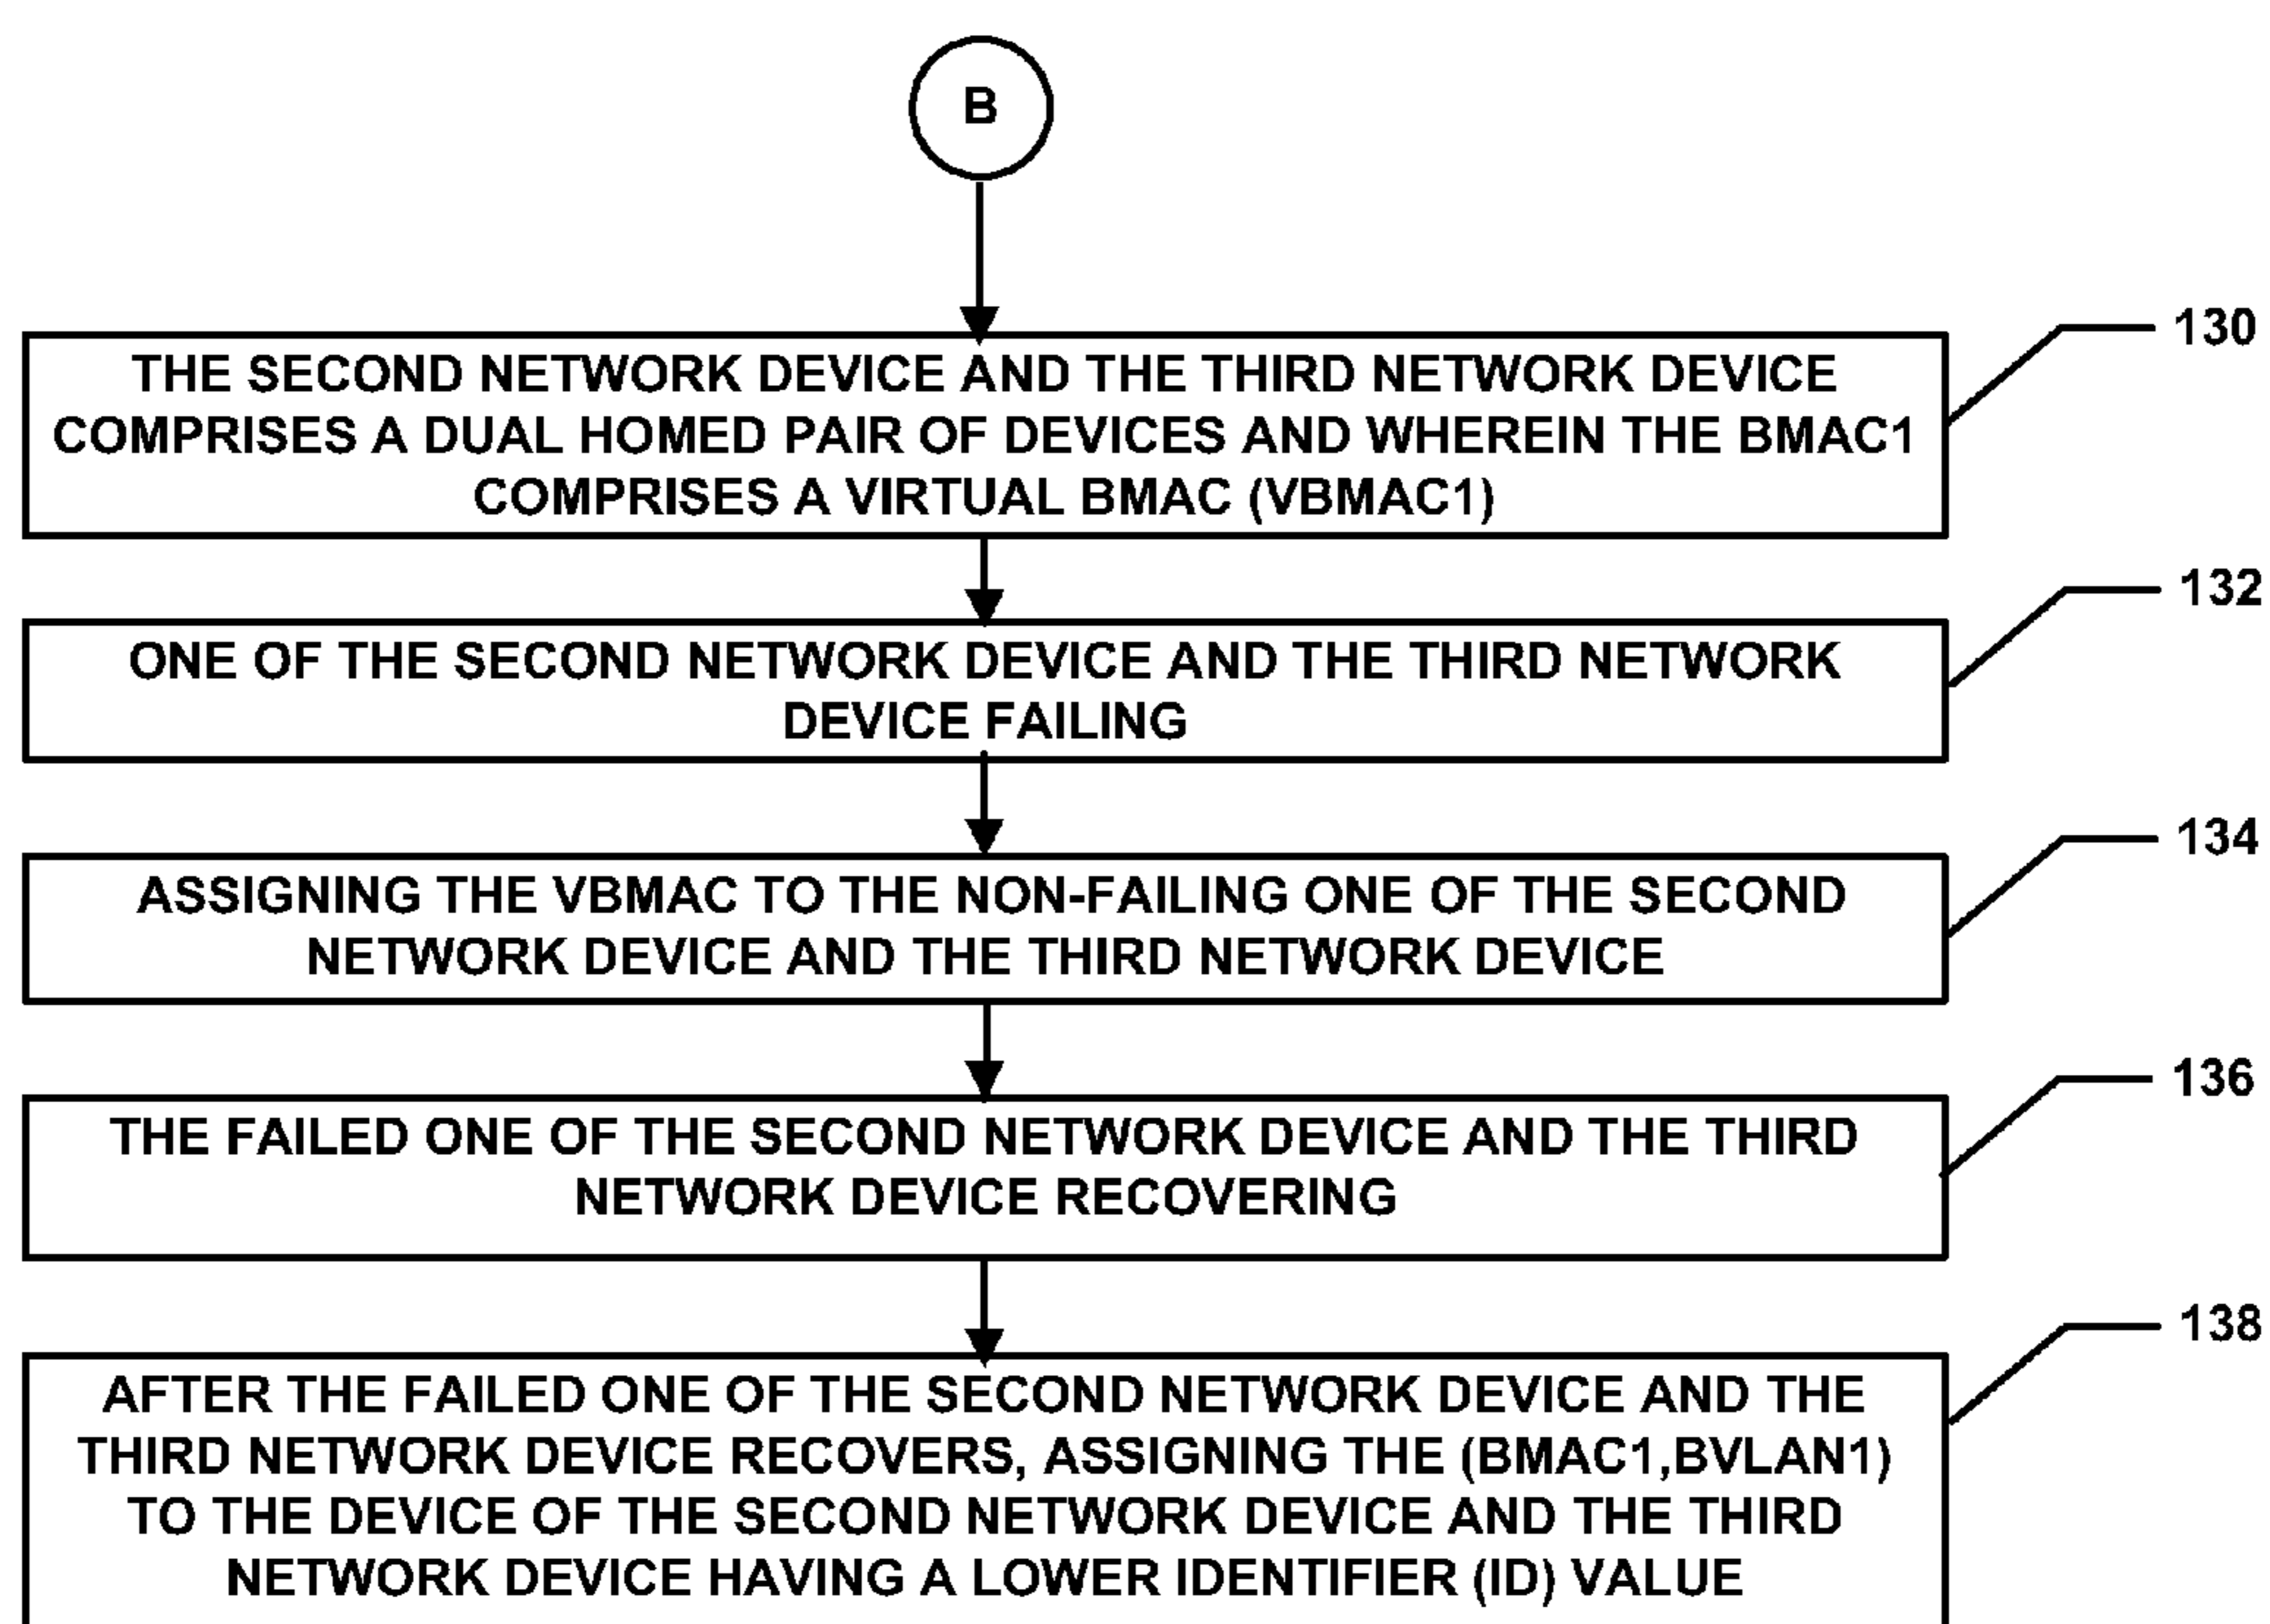 B
130
THE SECOND NETWORK DEVICE AND THE THIRD NETWORK DEVICE
COMPRISES A DUAL HOMED PAIR OF DEVICES AND WHEREIN THE BMAC1
COMPRISES A VIRTUAL BMAC (VBMAC1)
132
ONE OF THE SECOND NETWORK DEVICE AND THE THIRD NETWORK
DEVICE FAILING
134
ASSIGNING THE VBMAC TO THE NON-FAILING ONE OF THE SECOND
NETWORK DEVICE AND THE THIRD NETWORK DEVICE
136
THE FAILED ONE OF THE SECOND NETWORK DEVICE AND THE THIRD
NETWORK DEVICE RECOVERING
138
AFTER THE FAILED ONE OF THE SECOND NETWORK DEVICE AND THE
THIRD NETWORK DEVICE RECOVERS, ASSIGNING THE (BMAC1,BVLAN1)
TO THE DEVICE OF THE SECOND NETWORK DEVICE AND THE THIRD
NETWORK DEVICE HAVING A LOWER IDENTIFIER (ID) VALUE